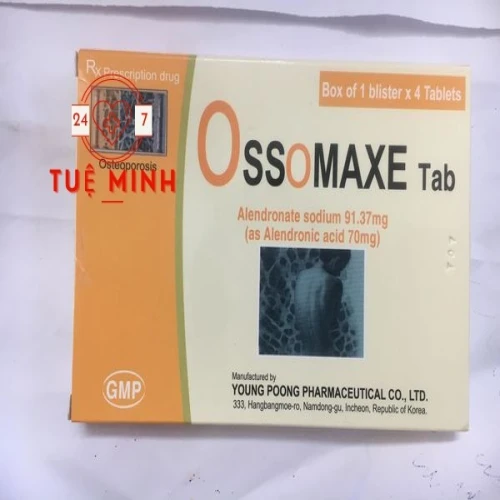 Rx Prescription drug
Box of 1 blister x 4 Tablets
24 7
Osteoporosis
TUỆ MINH
OSSOMAXE Tab
Alendronate sodium 91.37mg
(as Alendronic acid 70mg)
GMP
Manufactured by
YOUNG POONG PHARMACEUTICAL CO., LTD.
333, Hangbangmoe-ro, Namdong-gu, Incheon, Republic of Korea.